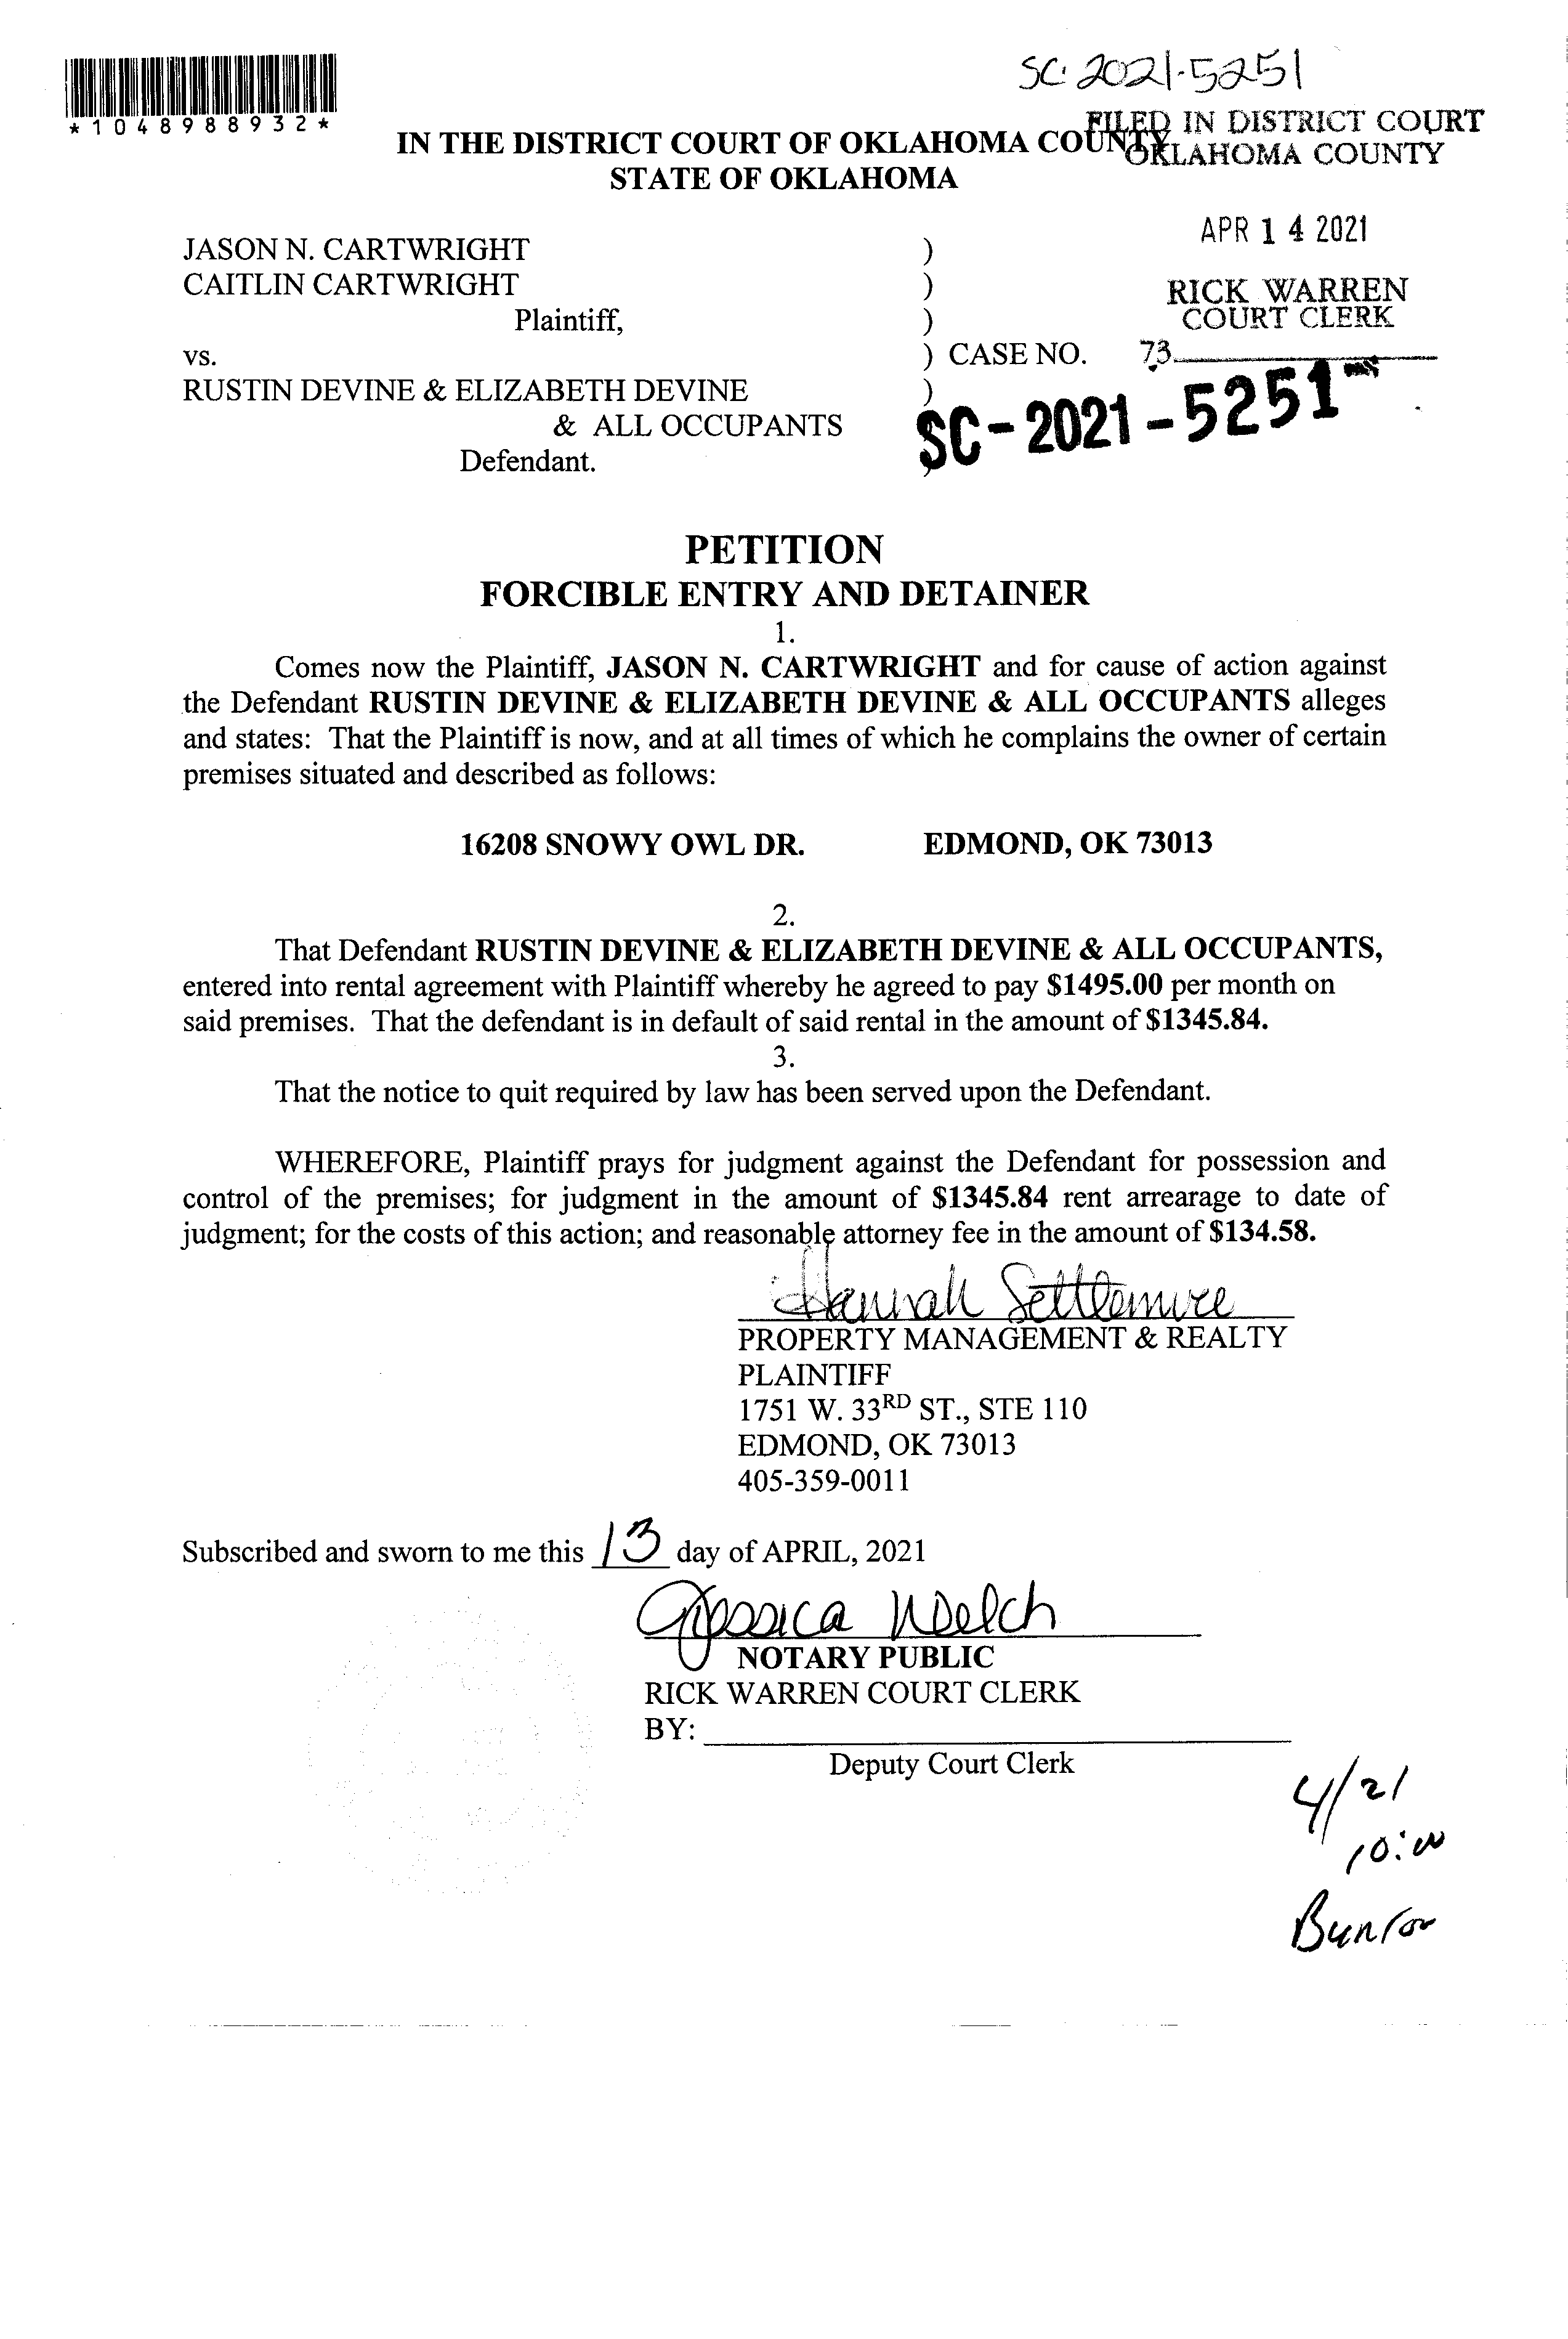 SC-2021-5251
*1048988932*
FILED IN DISTRICT COURT
OKLAHOMA COUNTY
IN THE DISTRICT COURT OF OKLAHOMA COUNTY
STATE OF OKLAHOMA
APR 14 2021
RICK WARREN
COURT CLERK
73
JASON N. CARTWRIGHT )
CAITLIN CARTWRIGHT )
Plaintiff, )
vs. ) CASE NO.
RUSTIN DEVINE & ELIZABETH DEVINE )
& ALL OCCUPANTS
Defendant. )
SC-2021-5251
PETITION
FORCIBLE ENTRY AND DETAINER
1.
Comes now the Plaintiff, JASON N. CARTWRIGHT and for cause of action against
the Defendant RUSTIN DEVINE & ELIZABETH DEVINE & ALL OCCUPANTS alleges
and states: That the Plaintiff is now, and at all times of which he complains the owner of certain
premises situated and described as follows:
16208 SNOWY OWL DR. EDMOND, OK 73013
2.
That Defendant RUSTIN DEVINE & ELIZABETH DEVINE & ALL OCCUPANTS,
entered into rental agreement with Plaintiff whereby he agreed to pay $1495.00 per month on
said premises. That the defendant is in default of said rental in the amount of $1345.84.
3.
That the notice to quit required by law has been served upon the Defendant.
WHEREFORE, Plaintiff prays for judgment against the Defendant for possession and
control of the premises; for judgment in the amount of $1345.84 rent arrearage to date of
judgment; for the costs of this action; and reasonable attorney fee in the amount of $134.58.
Hannah Settlemire
PROPERTY MANAGEMENT & REALTY
PLAINTIFF
1751 W. 33RD ST., STE 110
EDMOND, OK 73013
405-359-0011
Subscribed and sworn to me this 13 day of APRIL, 2021
Jessica Welch
NOTARY PUBLIC
RICK WARREN COURT CLERK
BY:
Deputy Court Clerk
4/21
10:00